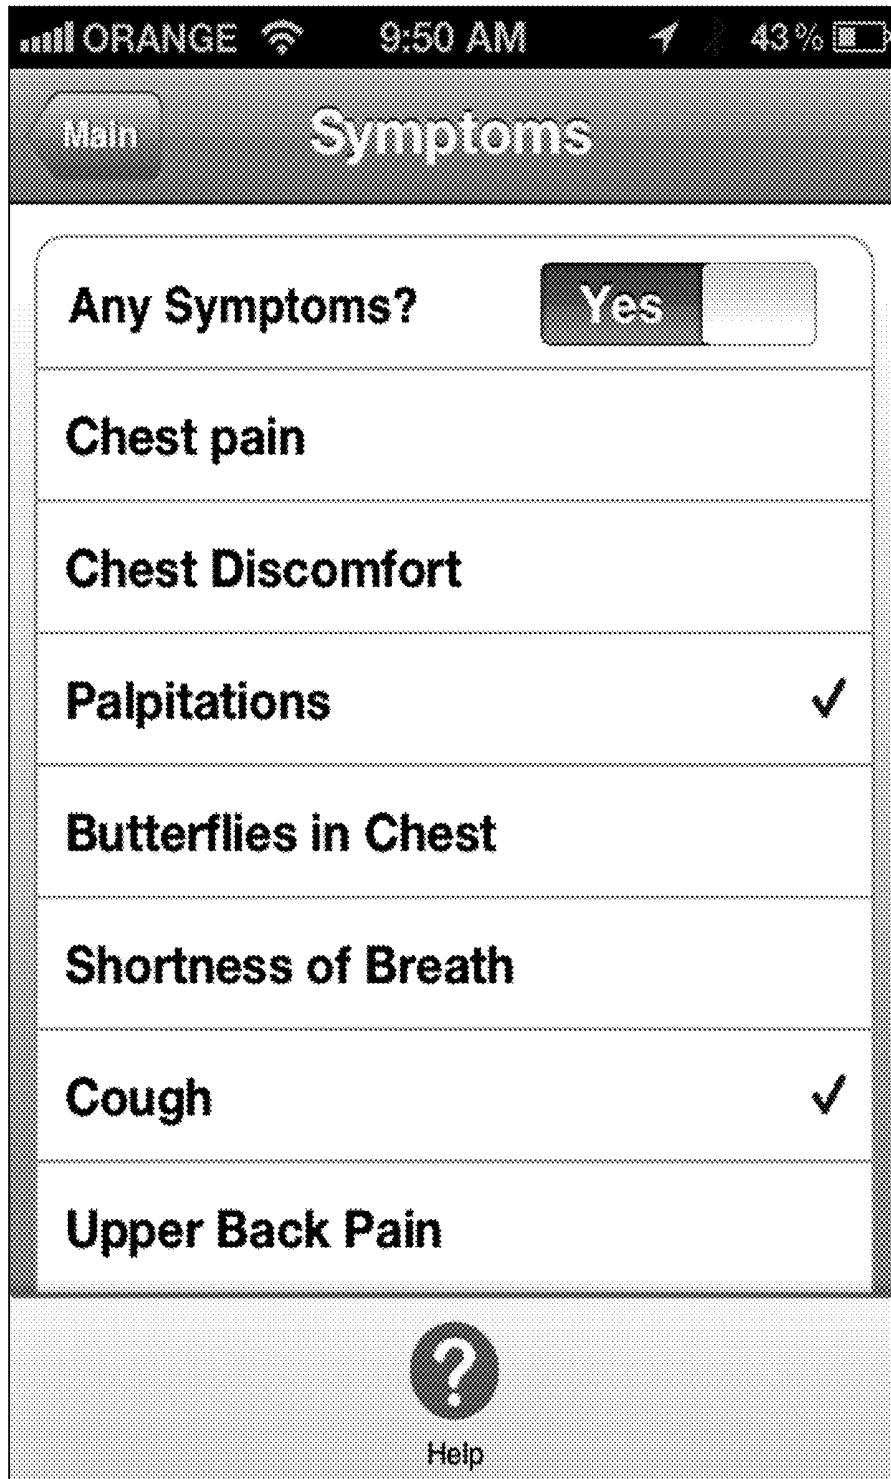 ORANGE 9:50 AM 43%
Main Symptoms
Any Symptoms? Yes
Chest pain
Chest Discomfort
Palpitations ✓
Butterflies in Chest
Shortness of Breath
Cough ✓
Upper Back Pain
?
Help